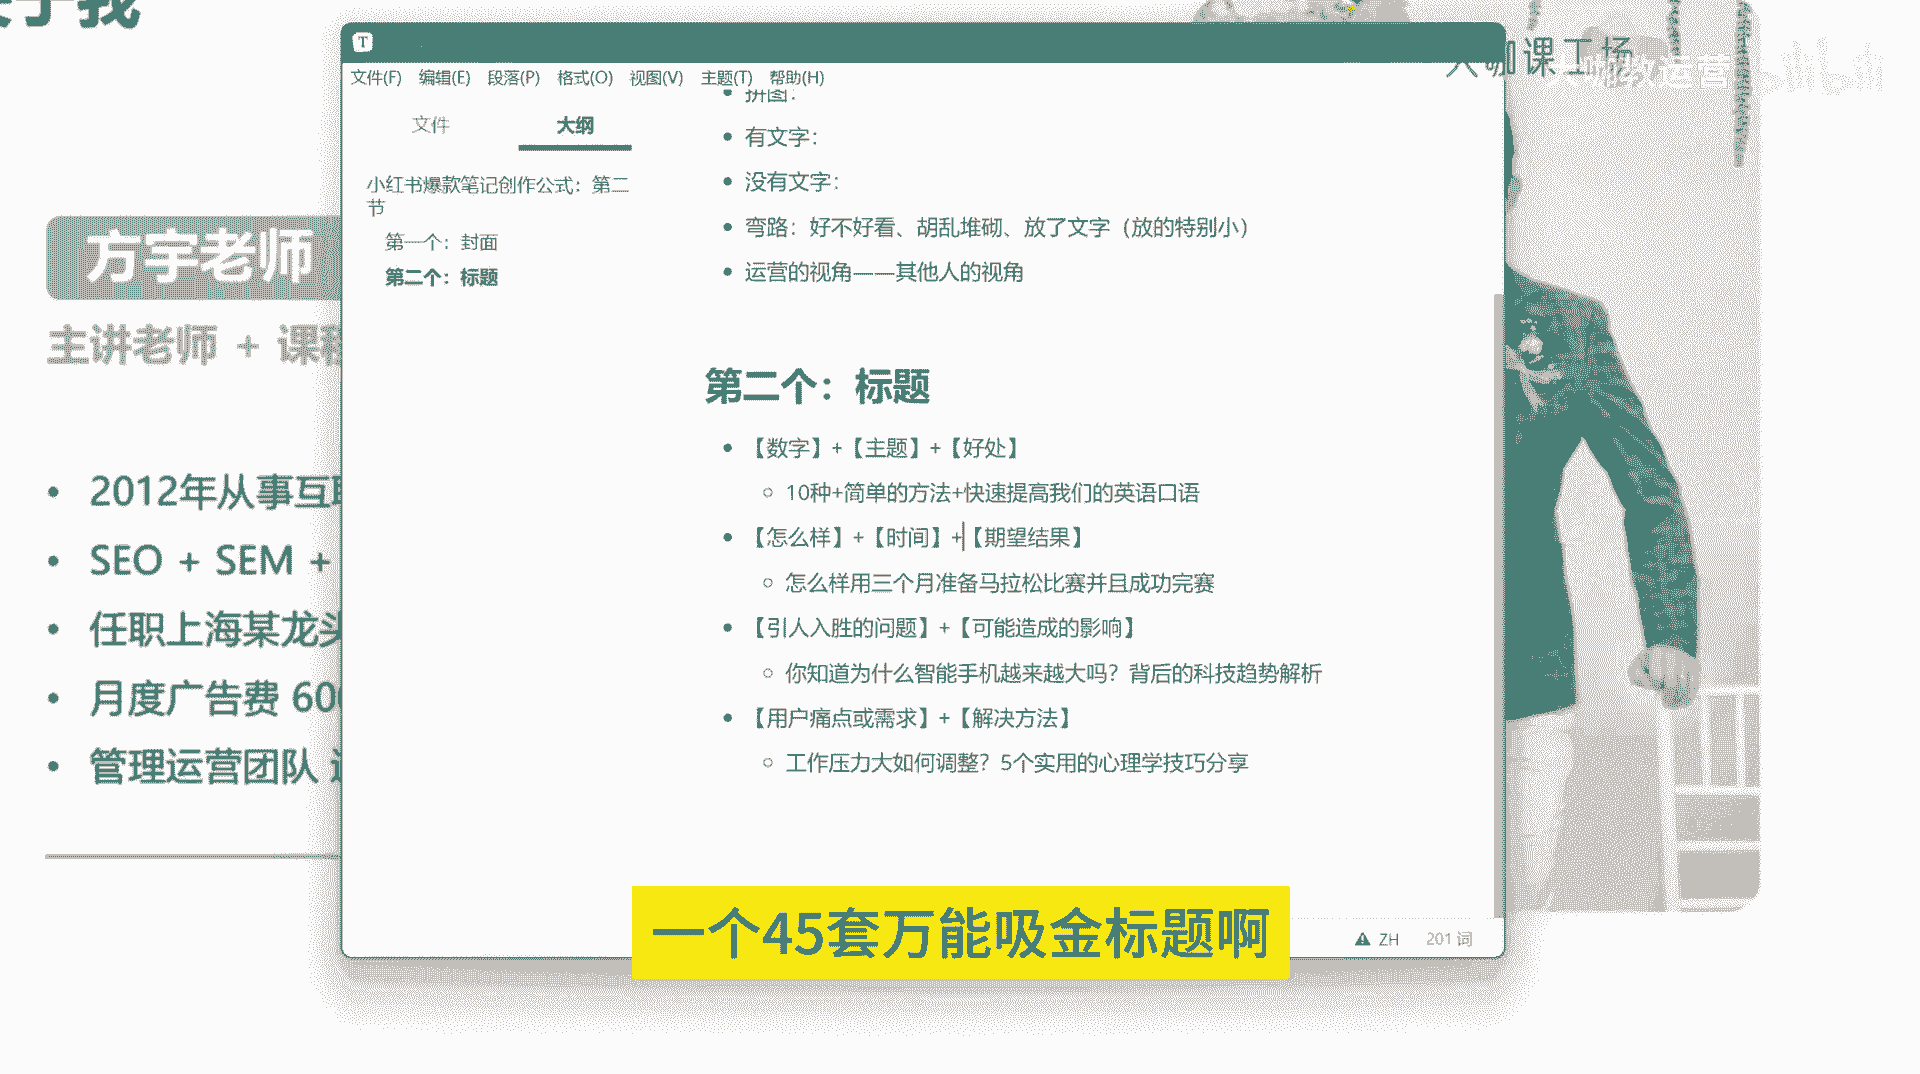 关于我
大咖课工场
大咖教运营
bilibili
T
文件(F) 编辑(E) 段落(P) 格式(O) 视图(V) 主题(T) 帮助(H)
文件 大纲
小红书爆款笔记创作公式：第二
节
第一个：封面
第二个：标题
拼图：
有文字：
没有文字：
弯路：好不好看、胡乱堆砌、放了文字（放的特别小）
运营的视角——其他人的视角
第二个：标题
【数字】+【主题】+【好处】
10种+简单的方法+快速提高我们的英语口语
【怎么样】+【时间】+【期望结果】
怎么样用三个月准备马拉松比赛并且成功完赛
【引人入胜的问题】+【可能造成的影响】
你知道为什么智能手机越来越大吗？背后的科技趋势解析
【用户痛点或需求】+【解决方法】
工作压力大如何调整？5个实用的心理学技巧分享
ZH 201 词
方宇老师
主讲老师 + 课程
2012年从事互联
SEO + SEM +
任职上海某龙头
月度广告费 600
管理运营团队
一个45套万能吸金标题啊